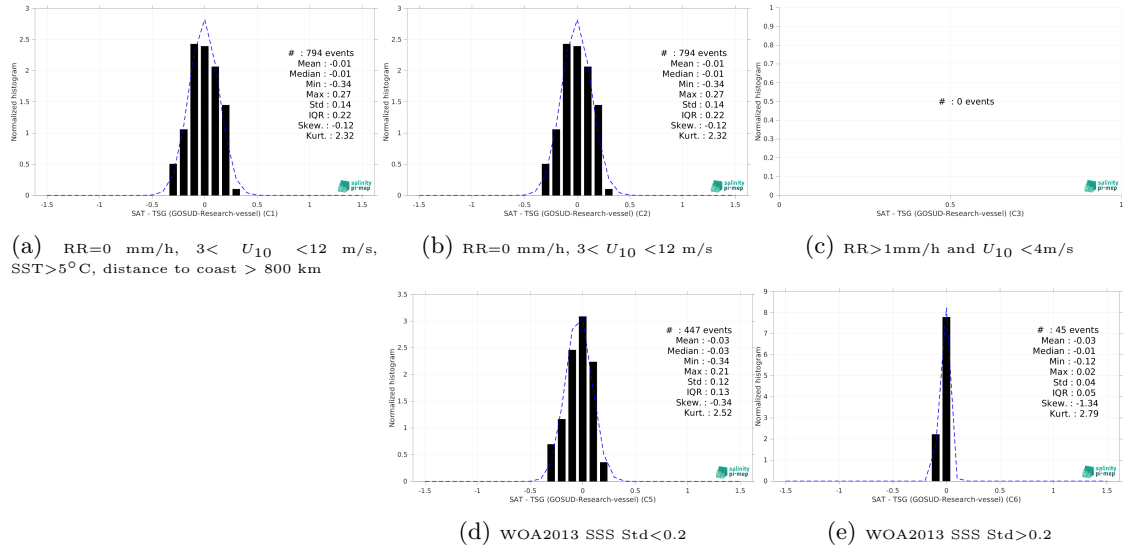 3
2.5
2
1.5
1
0.5
0
Normalized histogram
# : 794 events
Mean : -0.01
Median : -0.01
Min : -0.34
Max : 0.27
Std : 0.14
IQR : 0.22
Skew. : -0.12
Kurt. : 2.32
salinity
pi-mep
-1.5 -1 -0.5 0 0.5 1 1.5
SAT - TSG (GOSUD-Research-vessel) (C1)
(a) RR=0 mm/h, 3< U10 <12 m/s,
SST>5°C, distance to coast > 800 km
3
2.5
2
1.5
1
0.5
0
Normalized histogram
# : 794 events
Mean : -0.01
Median : -0.01
Min : -0.34
Max : 0.27
Std : 0.14
IQR : 0.22
Skew. : -0.12
Kurt. : 2.32
salinity
pi-mep
-1.5 -1 -0.5 0 0.5 1 1.5
SAT - TSG (GOSUD-Research-vessel) (C2)
(b) RR=0 mm/h, 3< U10 <12 m/s
1
0.9
0.8
0.7
0.6
0.5
0.4
0.3
0.2
0.1
0
Normalized histogram
# : 0 events
salinity
pi-mep
0 0.5 1
SAT - TSG (GOSUD-Research-vessel) (C3)
(c) RR>1mm/h and U10 <4m/s
3.5
3
2.5
2
1.5
1
0.5
0
Normalized histogram
# : 447 events
Mean : -0.03
Median : -0.03
Min : -0.34
Max : 0.21
Std : 0.12
IQR : 0.13
Skew. : -0.34
Kurt. : 2.52
salinity
pi-mep
-1.5 -1 -0.5 0 0.5 1 1.5
SAT - TSG (GOSUD-Research-vessel) (C5)
(d) WOA2013 SSS Std<0.2
9
8
7
6
5
4
3
2
1
0
Normalized histogram
# : 45 events
Mean : -0.03
Median : -0.01
Min : -0.12
Max : 0.02
Std : 0.04
IQR : 0.05
Skew. : -1.34
Kurt. : 2.79
salinity
pi-mep
-1.5 -1 -0.5 0 0.5 1 1.5
SAT - TSG (GOSUD-Research-vessel) (C6)
(e) WOA2013 SSS Std>0.2